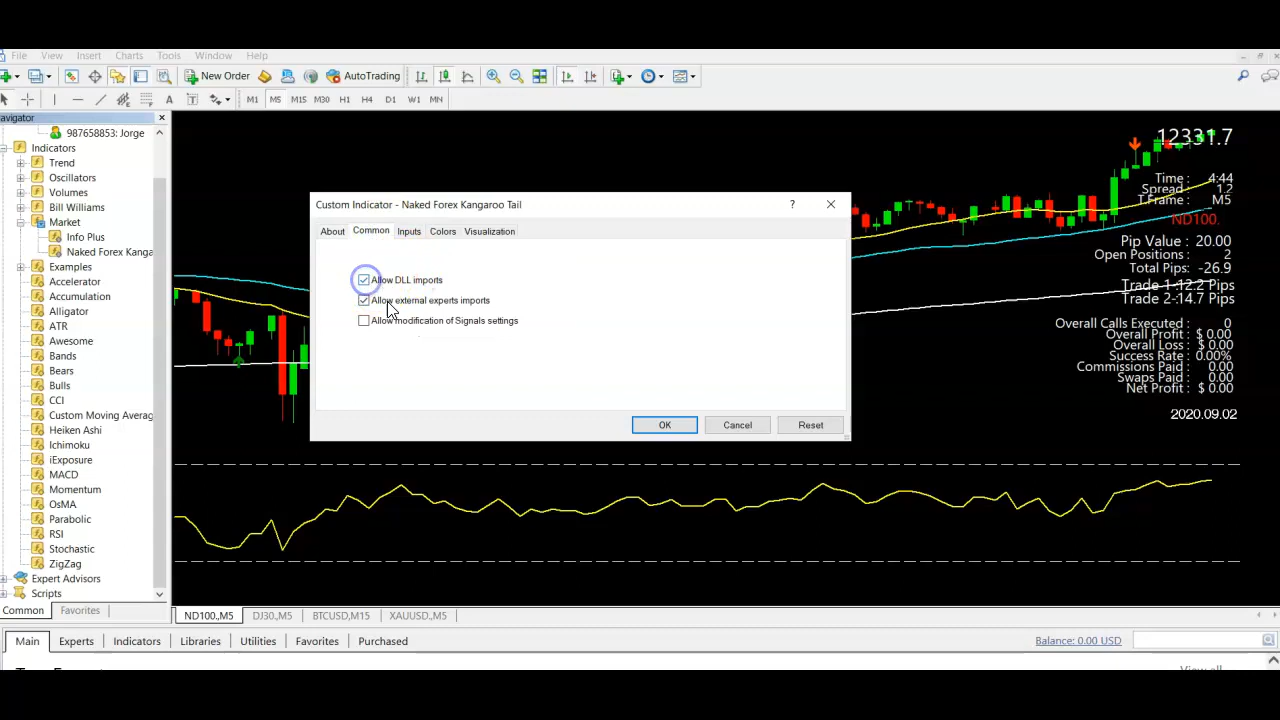 File View Insert Charts Tools Window Help
New Order AutoTrading
A T M1 M5 M15 M30 H1 H4 D1 W1 MN
avigator
987658853: Jorge
Indicators
Trend
Oscillators
Volumes
Bill Williams
Market
Info Plus
Naked Forex Kanga
Examples
Accelerator
Accumulation
Alligator
ATR
Awesome
Bands
Bears
Bulls
CCI
Custom Moving Averag
Heiken Ashi
Ichimoku
iExposure
MACD
Momentum
OsMA
Parabolic
RSI
Stochastic
ZigZag
Expert Advisors
Scripts
Common Favorites
Custom Indicator - Naked Forex Kangaroo Tail
About Common Inputs Colors Visualization
Allow DLL imports
Allow external experts imports
Allow modification of Signals settings
OK Cancel Reset
12331.7
Time : 4:44
Spread : 1.2
T.Frame : M5
ND100.
Pip Value : 20.00
Open Positions : 2
Total Pips : -26.9
Trade Pips 1:-12.2 Pips
Trade 2:-14.7 Pips
Overall Calls Executed : 0
Overall Profit : $ 0.00
Overall Loss : $ 0.00
Success Rate : 0.00%
Commissions Paid : 0.00
Swaps Paid : 0.00
Net Profit : $ 0.00
2020.09.02
ND100.,M5 DJ30.,M5 BTCUSD,M15 XAUUSD.,M5
Main Experts Indicators Libraries Utilities Favorites Purchased
Balance: 0.00 USD
View all